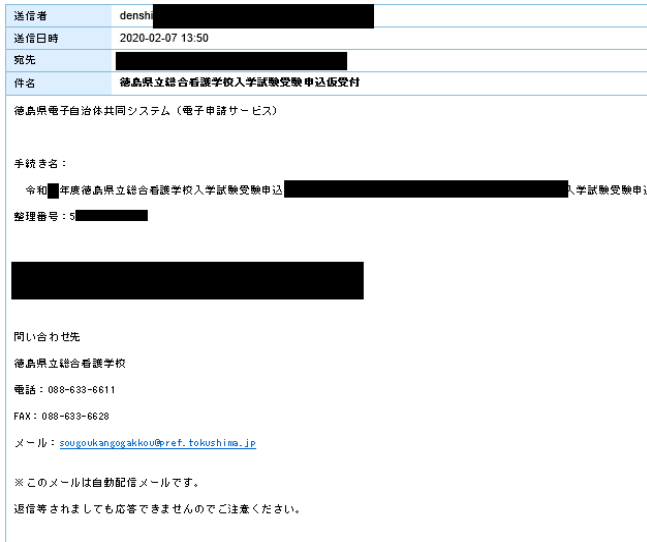 送信者 denshi
送信日時 2020-02-07 13:50
宛先
件名 徳島県立総合看護学校入学試験受験申込仮受付
徳島県電子自治体共同システム（電子申請サービス）
手続き名：
令和 年度徳島県立総合看護学校入学試験受験申込 入学試験受験申込
整理番号：5
問い合わせ先
徳島県立総合看護学校
電話：088-633-6611
FAX：088-633-6628
メール：sougoukangogakkou@pref.tokushima.jp
※このメールは自動配信メールです。
返信等されましても応答できませんのでご注意ください。